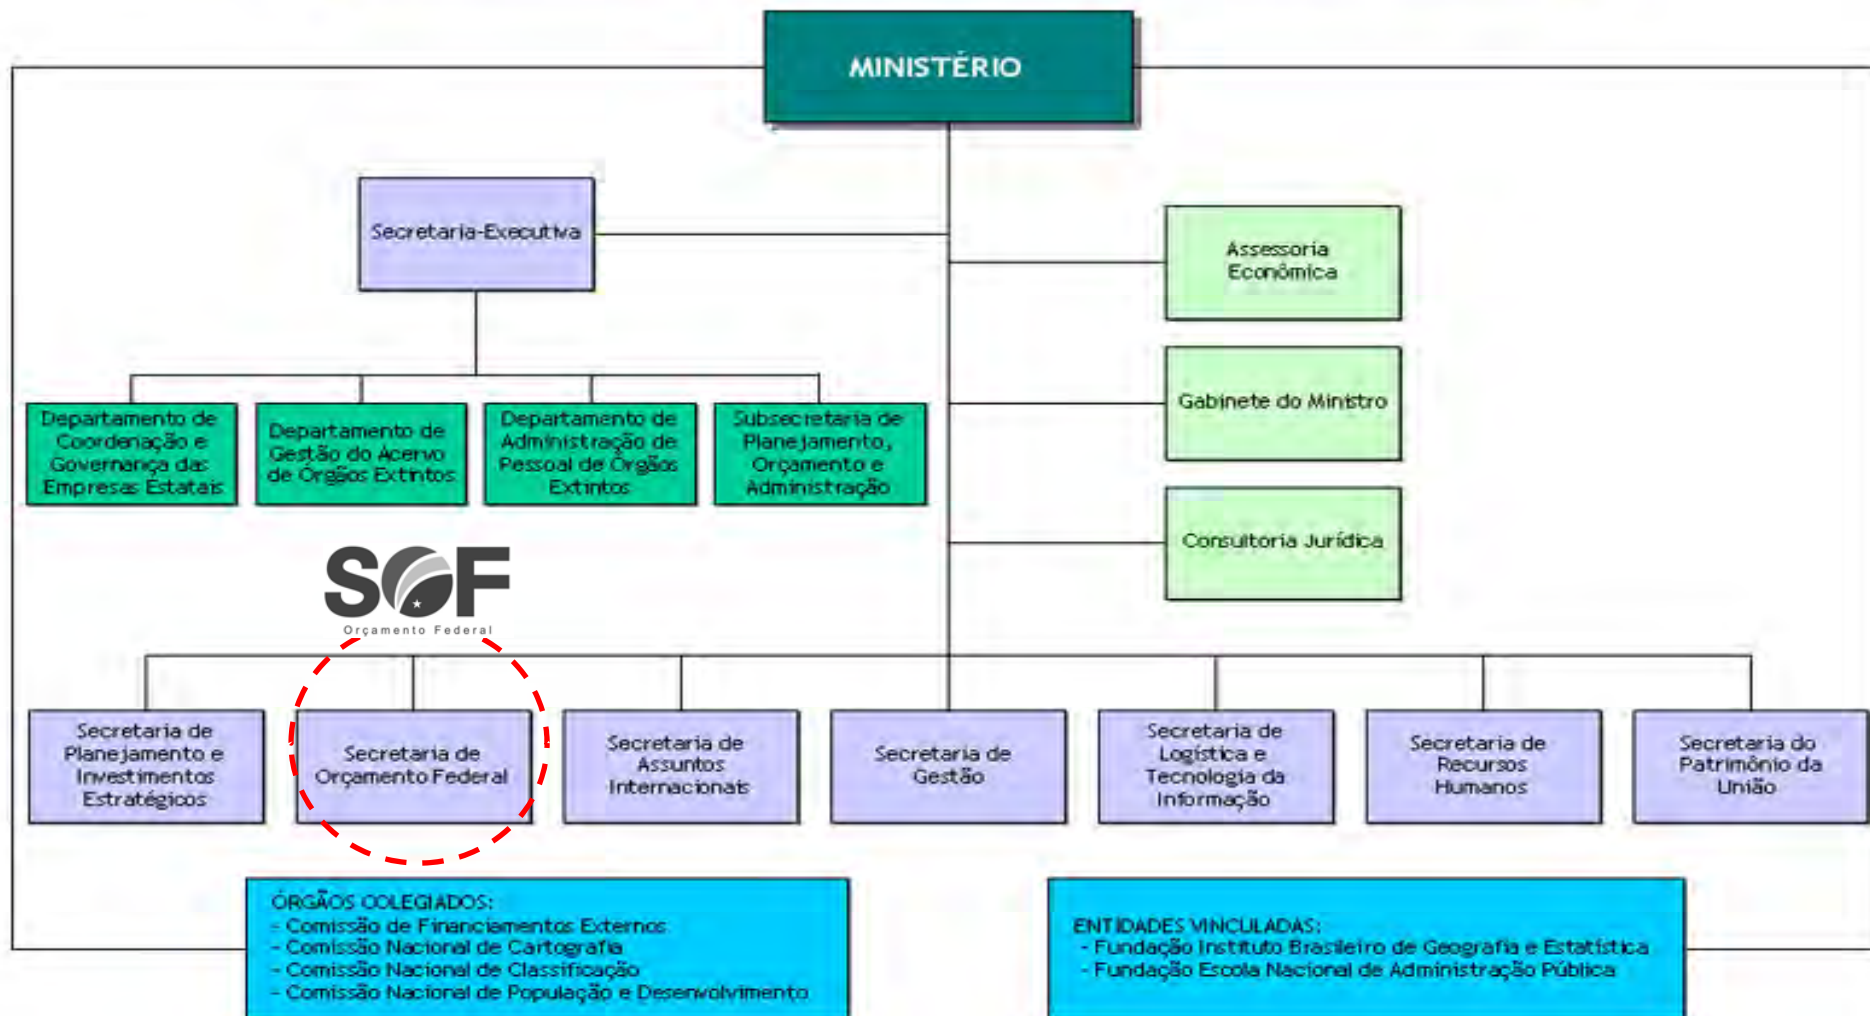 MINISTÉRIO
Secretaria-Executiva
Assessoria
Econômica
Gabinete do Ministro
Consultoria Jurídica
Departamento de
Coordenação e
Governança das
Empresas Estatais
Departamento de
Gestão do Acervo
de Órgãos Extintos
Departamento de
Administração de
Pessoal de Órgãos
Extintos
Subsecretaria de
Planejamento,
Orçamento e
Administração
SOF
Orçamento Federal
Secretaria de
Planejamento e
Investimentos
Estratégicos
Secretaria de
Orçamento Federal
Secretaria de
Assuntos
Internacionais
Secretaria de
Gestão
Secretaria de
Logística e
Tecnologia da
Informação
Secretaria de
Recursos
Humanos
Secretaria do
Patrimônio da
União
ÓRGÃOS COLEGIADOS:
- Comissão de Financiamentos Externos
- Comissão Nacional de Cartografia
- Comissão Nacional de Classificação
- Comissão Nacional de População e Desenvolvimento
ENTIDADES VINCULADAS:
- Fundação Instituto Brasileiro de Geografia e Estatística
- Fundação Escola Nacional de Administração Pública